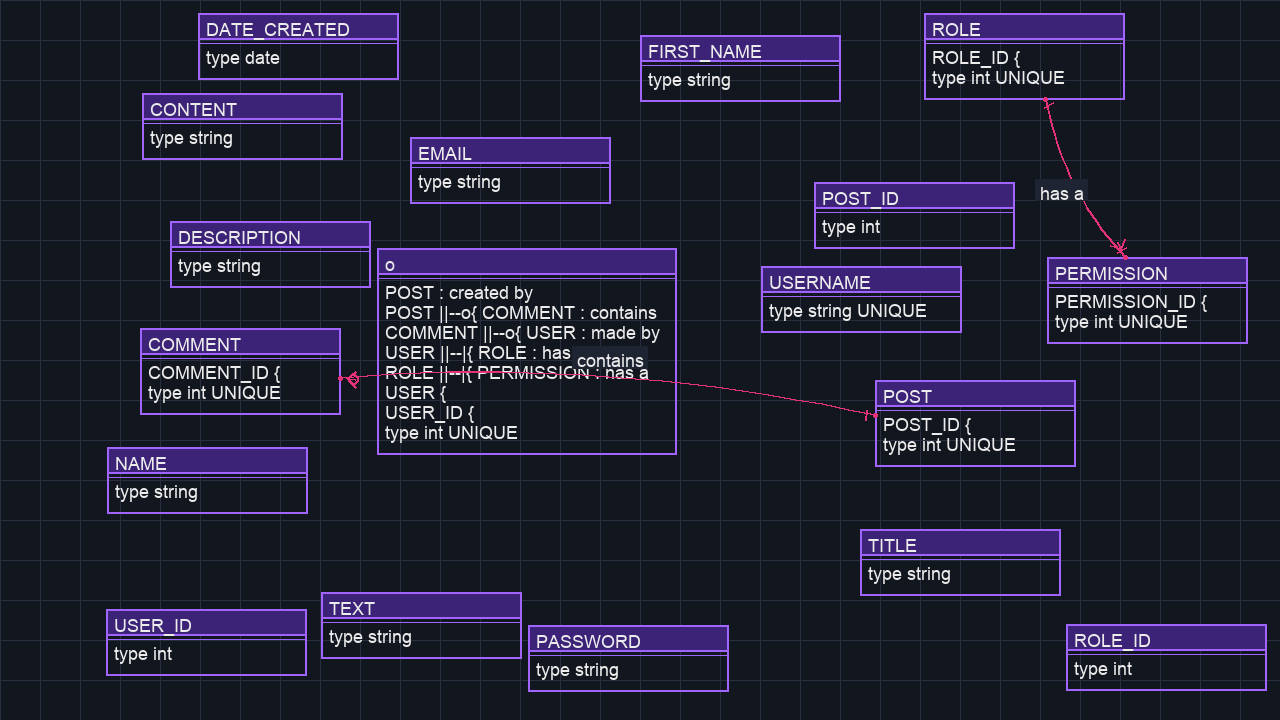 DATE_CREATED
type date
FIRST_NAME
type string
ROLE
ROLE_ID {
type int UNIQUE
CONTENT
type string
EMAIL
type string
has a
POST_ID
type int
DESCRIPTION
type string
o
POST : created by
POST ||--o{ COMMENT : contains
COMMENT ||--o{ USER : made by
USER ||--|{ ROLE : has
ROLE ||--|{ PERMISSION : has a
USER {
USER_ID {
type int UNIQUE
contains
USERNAME
type string UNIQUE
PERMISSION
PERMISSION_ID {
type int UNIQUE
COMMENT
COMMENT_ID {
type int UNIQUE
POST
POST_ID {
type int UNIQUE
NAME
type string
TITLE
type string
USER_ID
type int
TEXT
type string
PASSWORD
type string
ROLE_ID
type int